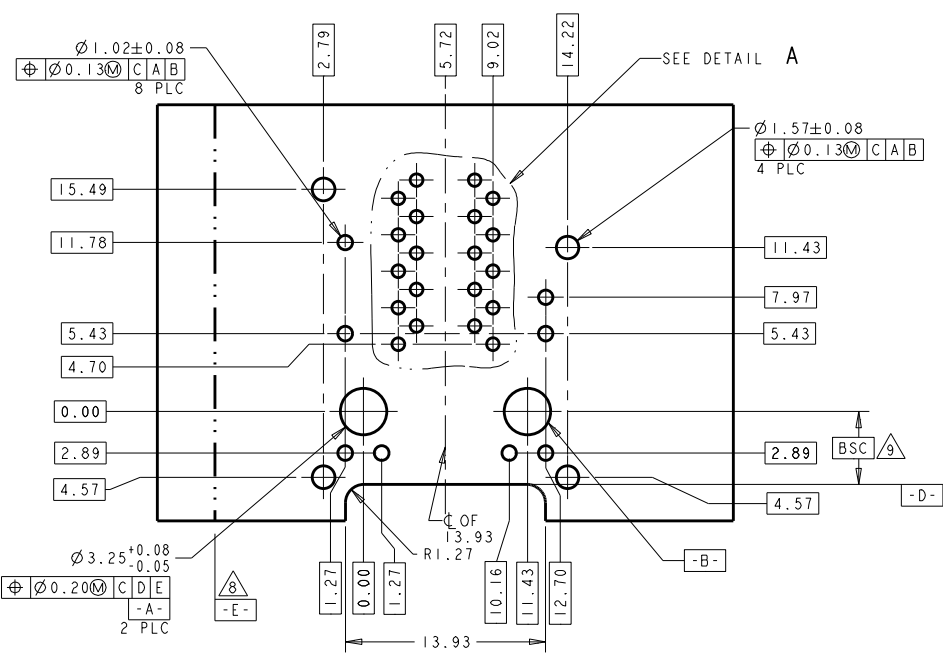 2.79
5.72
9.02
14.22
Ø1.02±0.08
⌖ Ø0.13Ⓜ C A B
8 PLC
SEE DETAIL A
Ø1.57±0.08
⌖ Ø0.13Ⓜ C A B
4 PLC
15.49
11.78
11.43
7.97
5.43
5.43
4.70
0.00
2.89
2.89
BSC 9
4.57
4.57
-D-
℄ OF
13.93
R1.27
Ø3.25 +0.08
-0.05
⌖ Ø0.20Ⓜ C D E
-A-
2 PLC
8
-E-
-B-
1.27
0.00
1.27
10.16
11.43
12.70
13.93